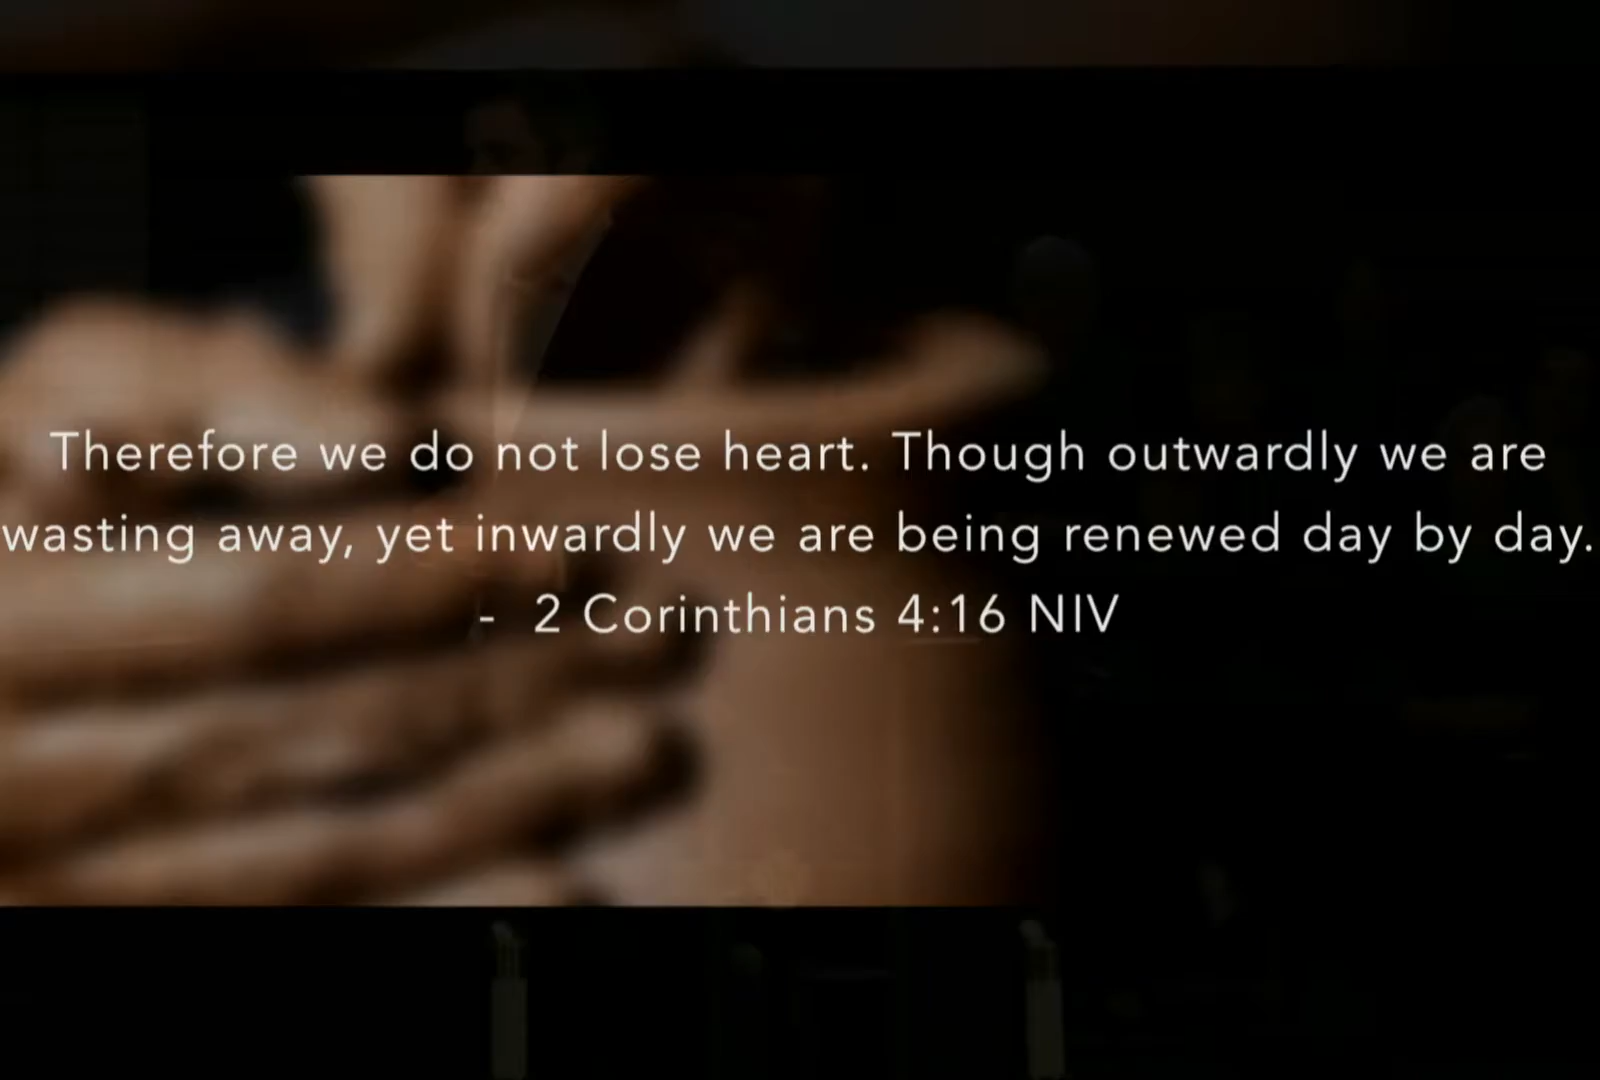 Therefore we do not lose heart. Though outwardly we are
wasting away, yet inwardly we are being renewed day by day.
- 2 Corinthians 4:16 NIV